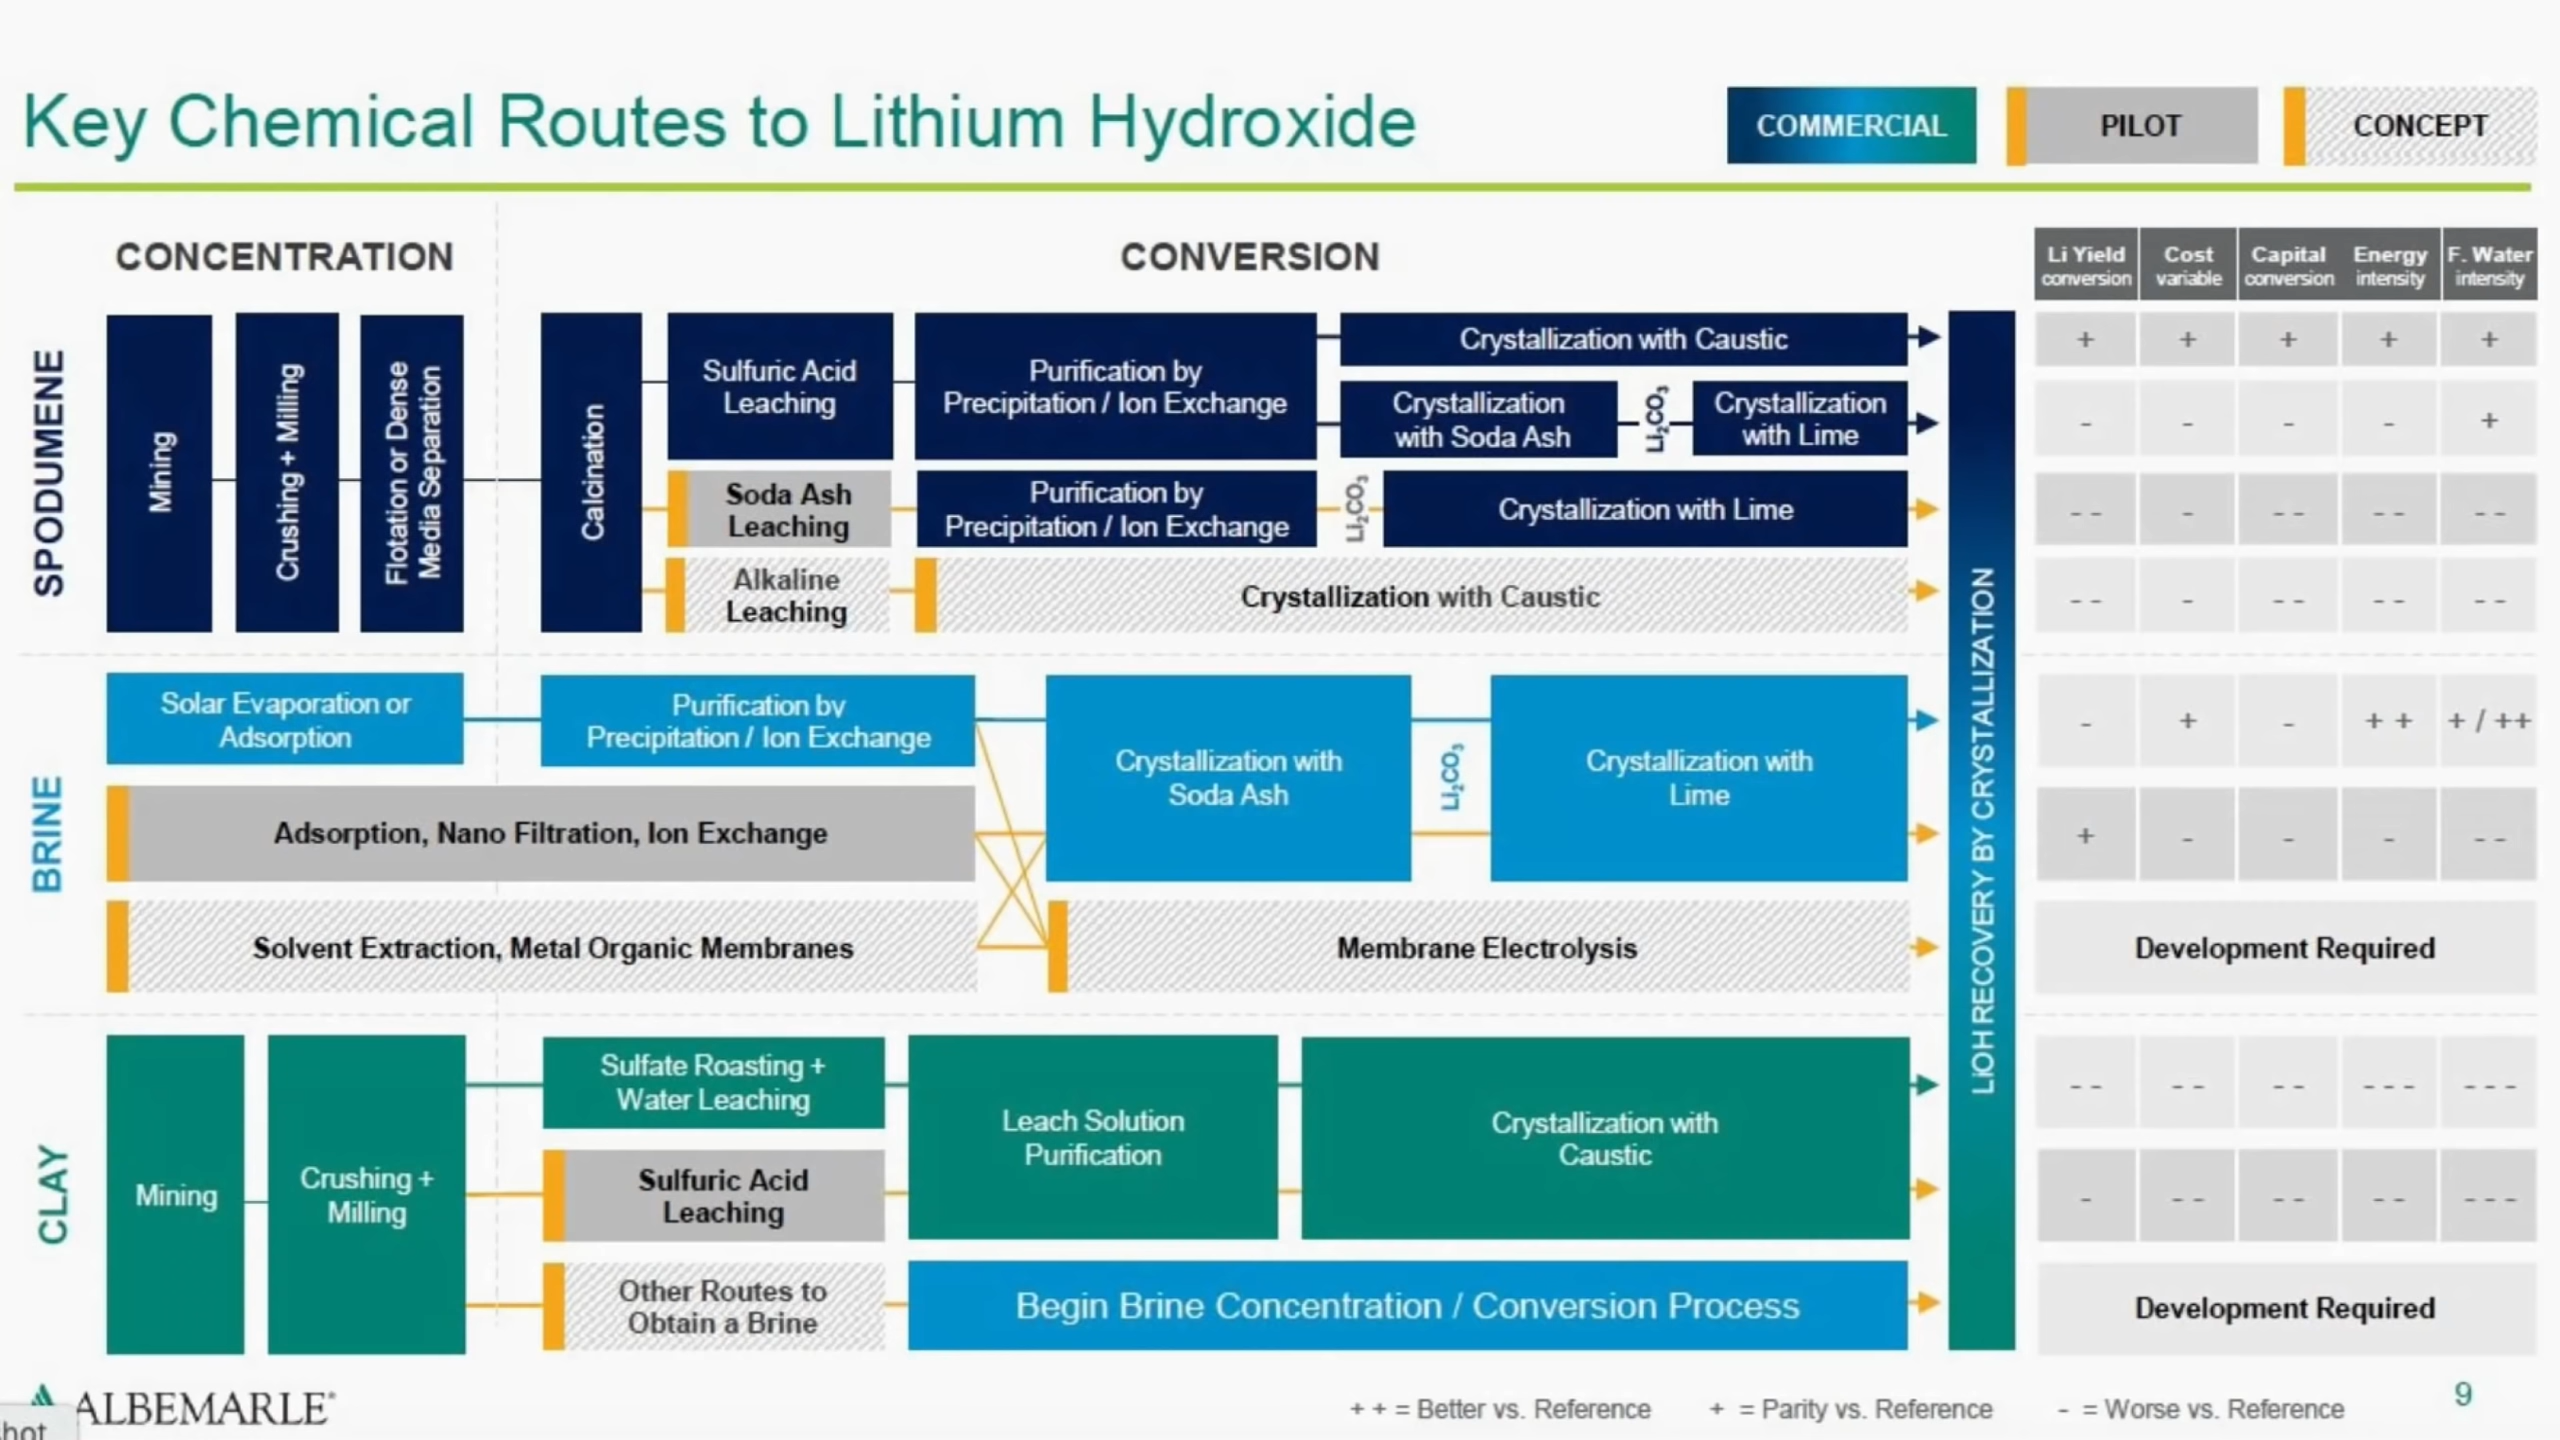 Key Chemical Routes to Lithium Hydroxide
COMMERCIAL
PILOT
CONCEPT
CONCENTRATION
CONVERSION
Li Yield
conversion
Cost
variable
Capital
conversion
Energy
intensity
F. Water
intensity
SPODUMENE
Mining
Crushing + Milling
Flotation or Dense
Media Separation
Calcination
Sulfuric Acid
Leaching
Purification by
Precipitation / Ion Exchange
Crystallization with Caustic
+ + + + +
Crystallization
with Soda Ash
Li₂CO₃
Crystallization
with Lime
- - - - +
Soda Ash
Leaching
Purification by
Precipitation / Ion Exchange
Li₂CO₃
Crystallization with Lime
- - - - - - - - -
Alkaline
Leaching
Crystallization with Caustic
- - - - - - - - -
LiOH RECOVERY BY CRYSTALLIZATION
BRINE
Solar Evaporation or
Adsorption
Purification by
Precipitation / Ion Exchange
Crystallization with
Soda Ash
Li₂CO₃
Crystallization with
Lime
- + - + + + / ++
Adsorption, Nano Filtration, Ion Exchange
+ - - - - -
Solvent Extraction, Metal Organic Membranes
Membrane Electrolysis
Development Required
CLAY
Mining
Crushing +
Milling
Sulfate Roasting +
Water Leaching
Leach Solution
Purification
Crystallization with
Caustic
- - - - - - - - - - - -
Sulfuric Acid
Leaching
- - - - - - - - - -
Other Routes to
Obtain a Brine
Begin Brine Concentration / Conversion Process
Development Required
ALBEMARLE®
+ + = Better vs. Reference
+ = Parity vs. Reference
- = Worse vs. Reference
9